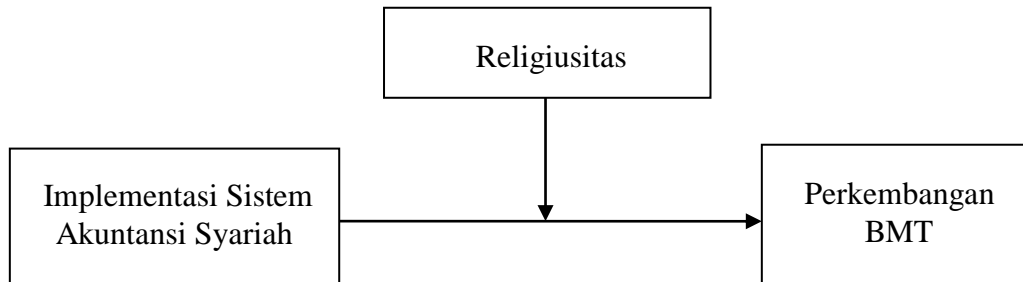 Religiusitas
Implementasi Sistem
Akuntansi Syariah
Perkembangan
BMT